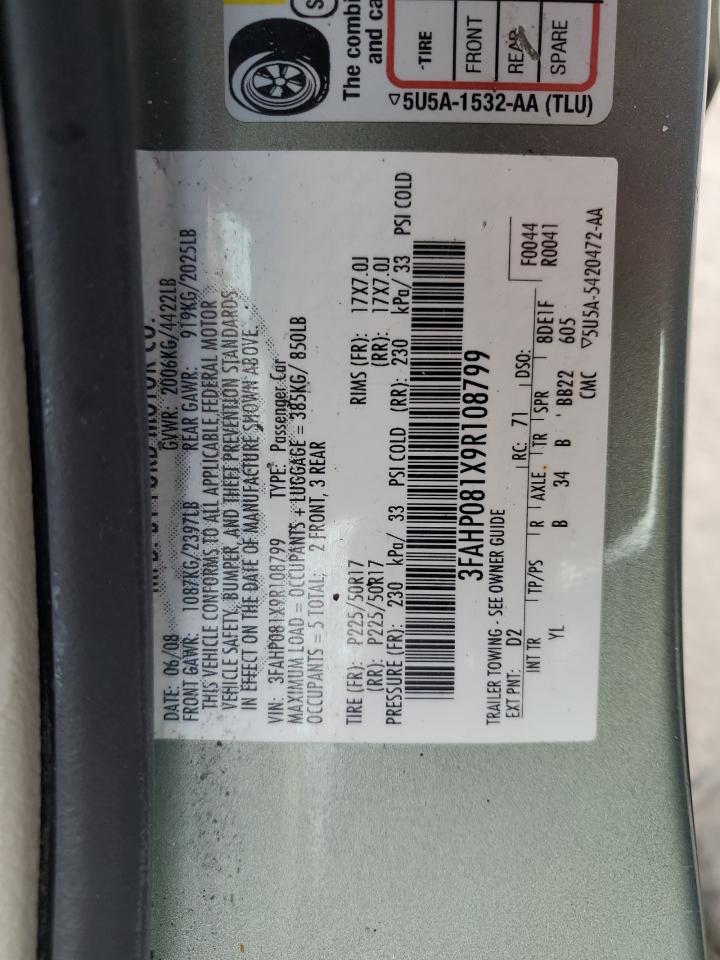 The combi
and ca
TIRE
FRONT
REAR
SPARE
5U5A-1532-AA (TLU)
MFD. BY FORD MOTOR CO.
DATE: 06/08 GVWR: 2006KG/4422LB
FRONT GAWR: 1087KG/2397LB REAR GAWR: 919KG/2025LB
THIS VEHICLE CONFORMS TO ALL APPLICABLE FEDERAL MOTOR
VEHICLE SAFETY, BUMPER, AND THEFT PREVENTION STANDARDS
IN EFFECT ON THE DATE OF MANUFACTURE SHOWN ABOVE.
VIN: 3FAHP081X9R108799 TYPE: Passenger Car
MAXIMUM LOAD = OCCUPANTS + LUGGAGE = 385KG/ 850LB
OCCUPANTS = 5 TOTAL: 2 FRONT, 3 REAR
TIRE (FR): P225/50R17 RIMS (FR): 17X7.0J
(RR): P225/50R17 (RR): 17X7.0J
PRESSURE (FR): 230 kPa/ 33 PSI COLD (RR): 230 kPa/ 33 PSI COLD
3FAHP081X9R108799
TRAILER TOWING - SEE OWNER GUIDE
EXT PNT: D2 RC: 71 DSO: F0044
R0041
INT TR TP/PS R AXLE TR SPR 8DE1F
YL B 34 B BB22 605
CMC 5U5A-5420472-AA